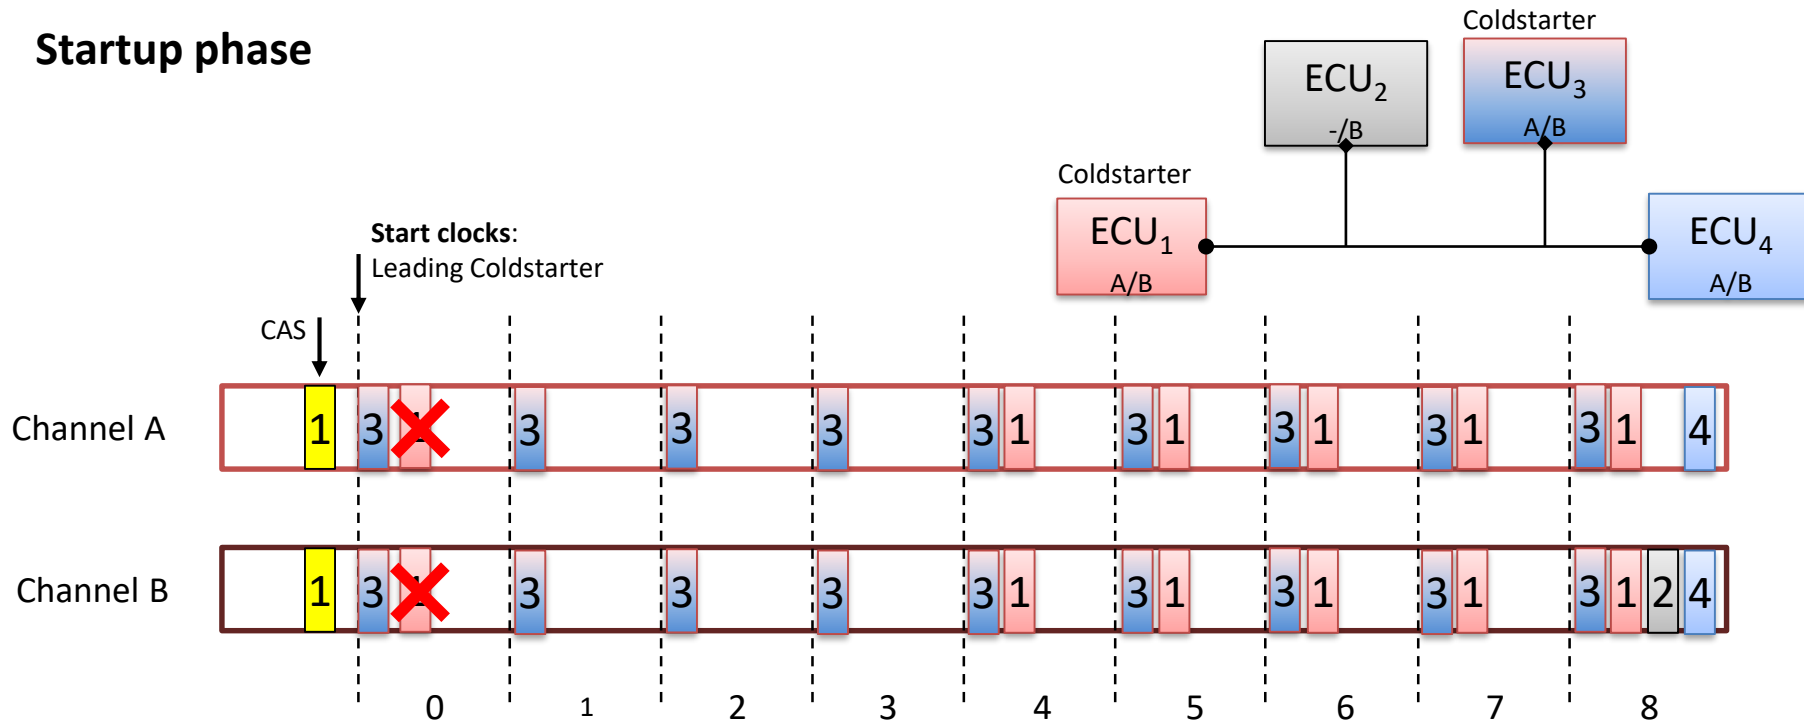 Startup phase
Coldstarter
ECU2
-/B
ECU3
A/B
Coldstarter
ECU1
A/B
ECU4
A/B
Start clocks:
Leading Coldstarter
CAS
Channel A 1 3 1 3 3 3 3 1 3 1 3 1 3 1 3 1 4
Channel B 1 3 1 3 3 3 3 1 3 1 3 1 3 1 3 1 2 4
0 1 2 3 4 5 6 7 8